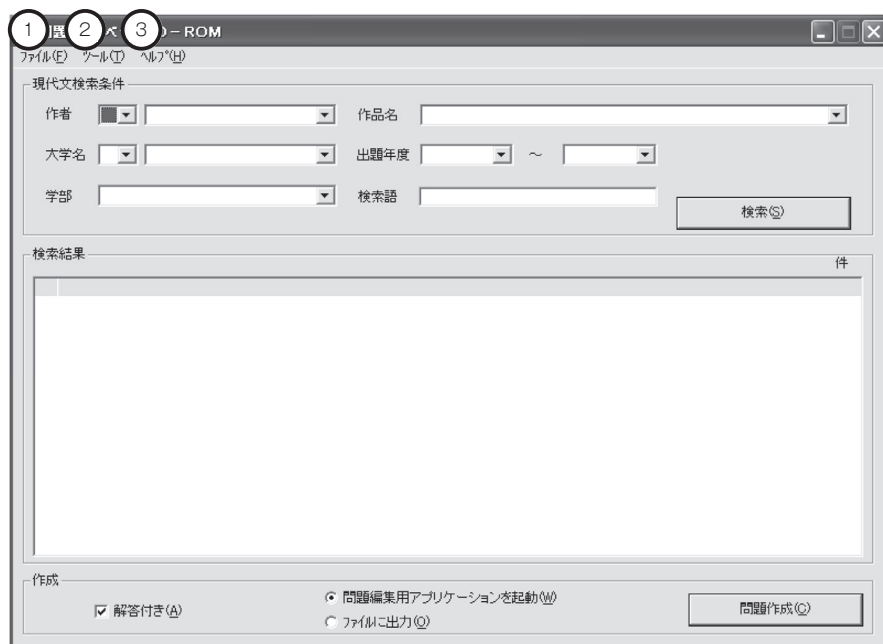 ① 問題 ② ベ ③ D－ROM
ﾌｧｲﾙ(F) ﾂｰﾙ(T) ﾍﾙﾌﾟ(H)
現代文検索条件
作者 作品名
大学名 出題年度 ～
学部 検索語
検索(S)
検索結果
件
作成
解答付き(A)
問題編集用アプリケーションを起動(W)
ﾌｧｲﾙに出力(O)
問題作成(C)